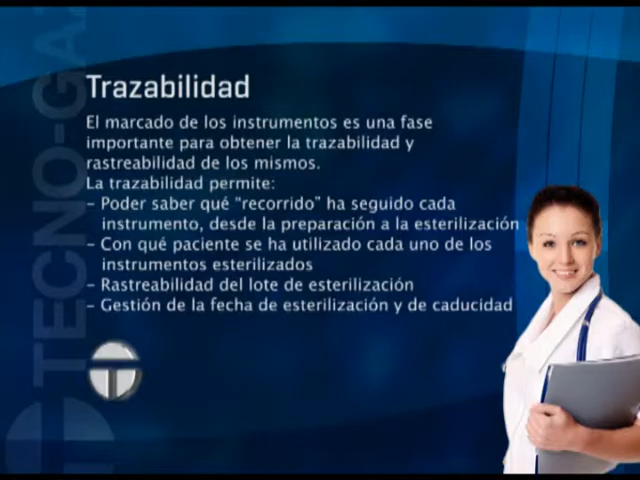 Trazabilidad
El marcado de los instrumentos es una fase
importante para obtener la trazabilidad y
rastreabilidad de los mismos.
La trazabilidad permite:
– Poder saber qué “recorrido” ha seguido cada
instrumento, desde la preparación a la esterilización
– Con qué paciente se ha utilizado cada uno de los
instrumentos esterilizados
– Rastreabilidad del lote de esterilización
– Gestión de la fecha de esterilización y de caducidad
TECNO-GAZ